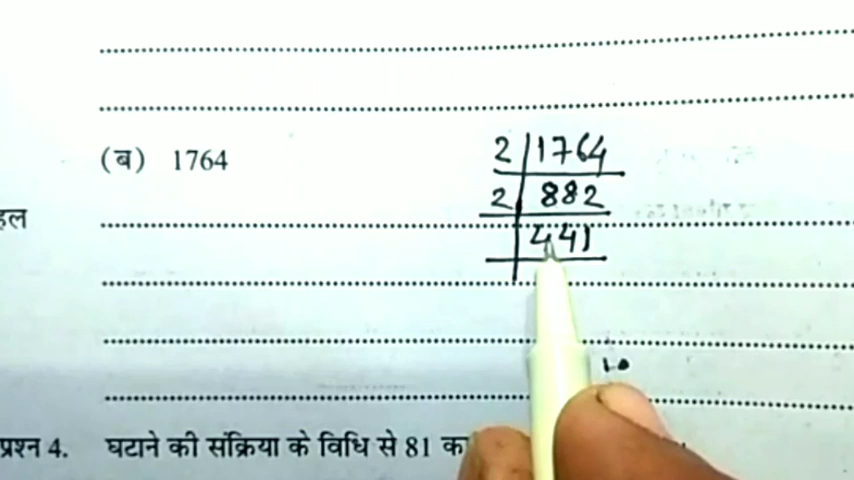 (ब) 1764
2 1764
2 882
441
हल
प्रश्न 4. घटाने की संक्रिया के विधि से 81 क